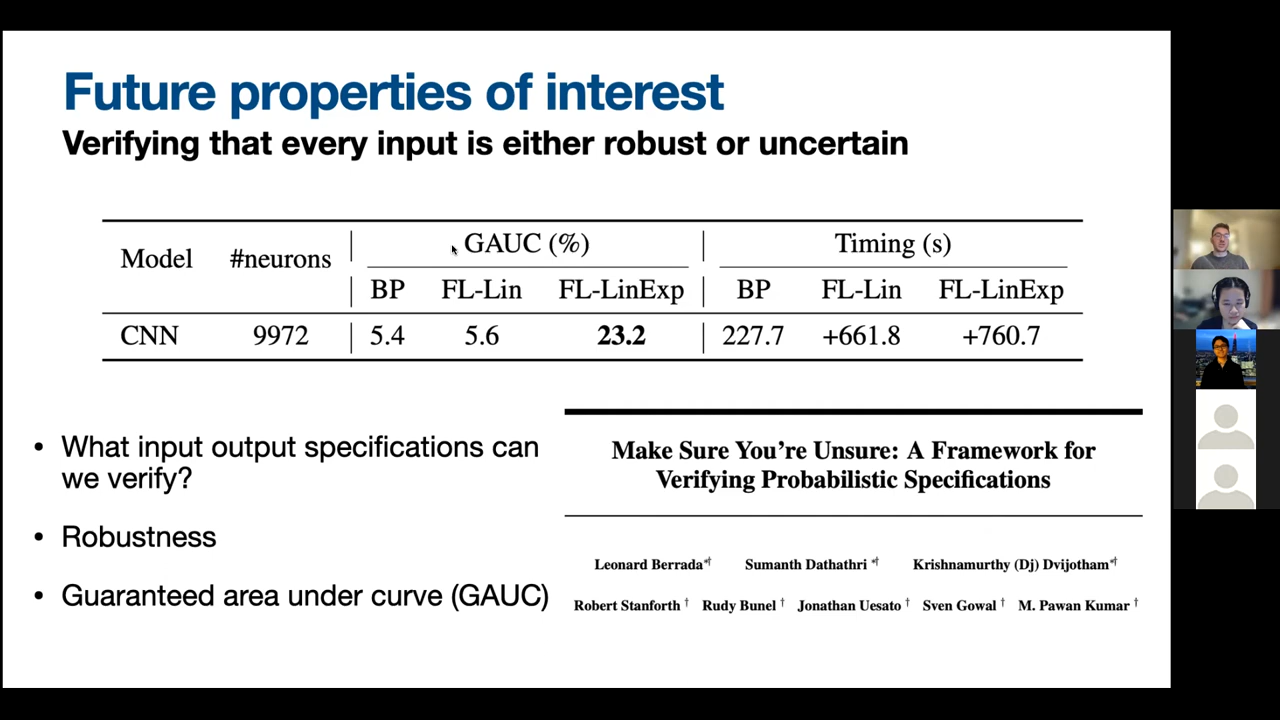 Future properties of interest
Verifying that every input is either robust or uncertain
Model #neurons GAUC (%) Timing (s)
BP FL-Lin FL-LinExp BP FL-Lin FL-LinExp
CNN 9972 5.4 5.6 23.2 227.7 +661.8 +760.7
• What input output specifications can
we verify?
• Robustness
• Guaranteed area under curve (GAUC)
Make Sure You're Unsure: A Framework for
Verifying Probabilistic Specifications
Leonard Berrada*† Sumanth Dathathri *† Krishnamurthy (Dj) Dvijotham*†
Robert Stanforth † Rudy Bunel † Jonathan Uesato † Sven Gowal † M. Pawan Kumar †